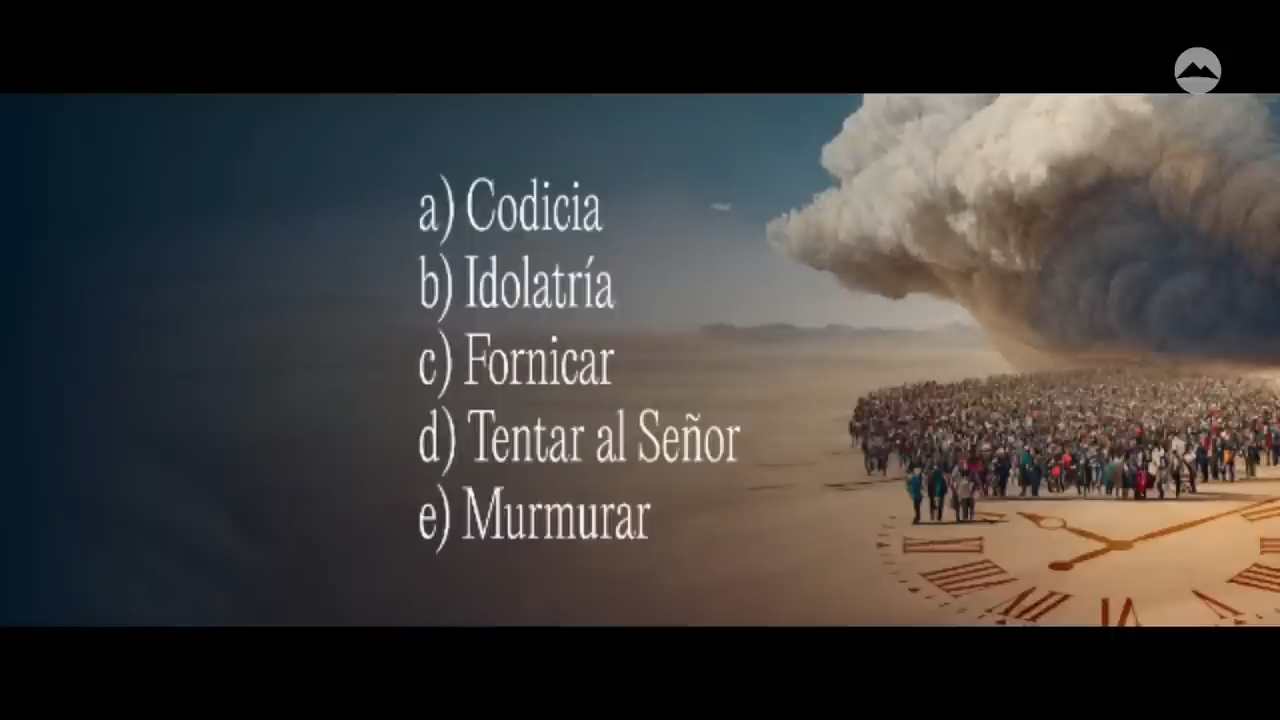 a) Codicia
b) Idolatría
c) Fornicar
d) Tentar al Señor
e) Murmurar